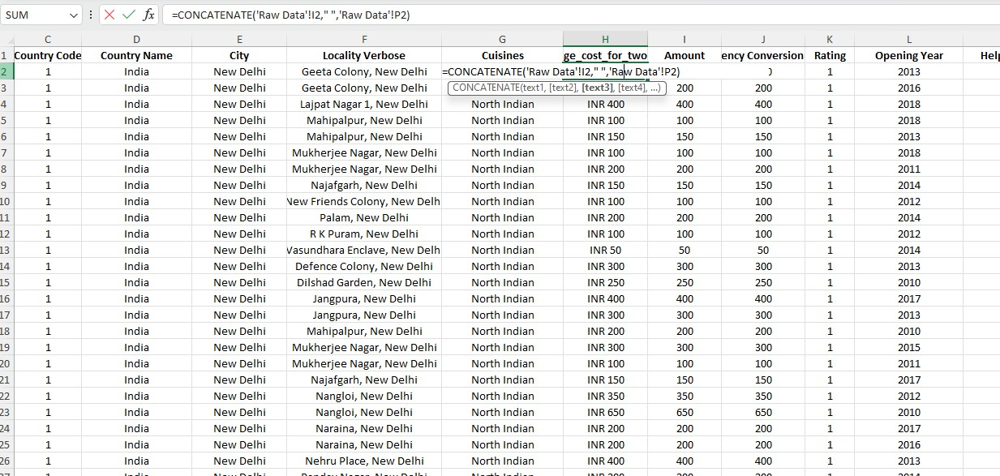 SUM fx =CONCATENATE('Raw Data'!I2," ",'Raw Data'!P2)
C D E F G H I J K L
1 Country Code Country Name City Locality Verbose Cuisines ge_cost_for_two Amount ency Conversion Rating Opening Year Help
2 1 India New Delhi Geeta Colony, New Delhi =CONCATENATE('Raw Data'!I2," ",'Raw Data'!P2) 1 2013
3 1 India New Delhi Geeta Colony, New Delhi CONCATENATE(text1, [text2], [text3], [text4], ...) 200 200 1 2016
4 1 India New Delhi Lajpat Nagar 1, New Delhi North Indian INR 400 400 400 1 2018
5 1 India New Delhi Mahipalpur, New Delhi North Indian INR 100 100 100 1 2018
6 1 India New Delhi Mahipalpur, New Delhi North Indian INR 150 150 150 1 2013
7 1 India New Delhi Mukherjee Nagar, New Delhi North Indian INR 100 100 100 1 2018
8 1 India New Delhi Mukherjee Nagar, New Delhi North Indian INR 200 200 200 1 2011
9 1 India New Delhi Najafgarh, New Delhi North Indian INR 150 150 150 1 2014
10 1 India New Delhi New Friends Colony, New Delh North Indian INR 100 100 100 1 2012
11 1 India New Delhi Palam, New Delhi North Indian INR 200 200 200 1 2014
12 1 India New Delhi R K Puram, New Delhi North Indian INR 100 100 100 1 2012
13 1 India New Delhi Vasundhara Enclave, New Delh North Indian INR 50 50 50 1 2014
14 1 India New Delhi Defence Colony, New Delhi North Indian INR 300 300 300 1 2013
15 1 India New Delhi Dilshad Garden, New Delhi North Indian INR 250 250 250 1 2010
16 1 India New Delhi Jangpura, New Delhi North Indian INR 400 400 400 1 2017
17 1 India New Delhi Jangpura, New Delhi North Indian INR 300 300 300 1 2013
18 1 India New Delhi Mahipalpur, New Delhi North Indian INR 200 200 200 1 2010
19 1 India New Delhi Mukherjee Nagar, New Delhi North Indian INR 300 300 300 1 2015
20 1 India New Delhi Mukherjee Nagar, New Delhi North Indian INR 100 100 100 1 2011
21 1 India New Delhi Najafgarh, New Delhi North Indian INR 150 150 150 1 2017
22 1 India New Delhi Nangloi, New Delhi North Indian INR 350 350 350 1 2012
23 1 India New Delhi Nangloi, New Delhi North Indian INR 650 650 650 1 2010
24 1 India New Delhi Naraina, New Delhi North Indian INR 200 200 200 1 2017
25 1 India New Delhi Naraina, New Delhi North Indian INR 200 200 200 1 2016
26 1 India New Delhi Nehru Place, New Delhi North Indian INR 400 400 400 1 2013